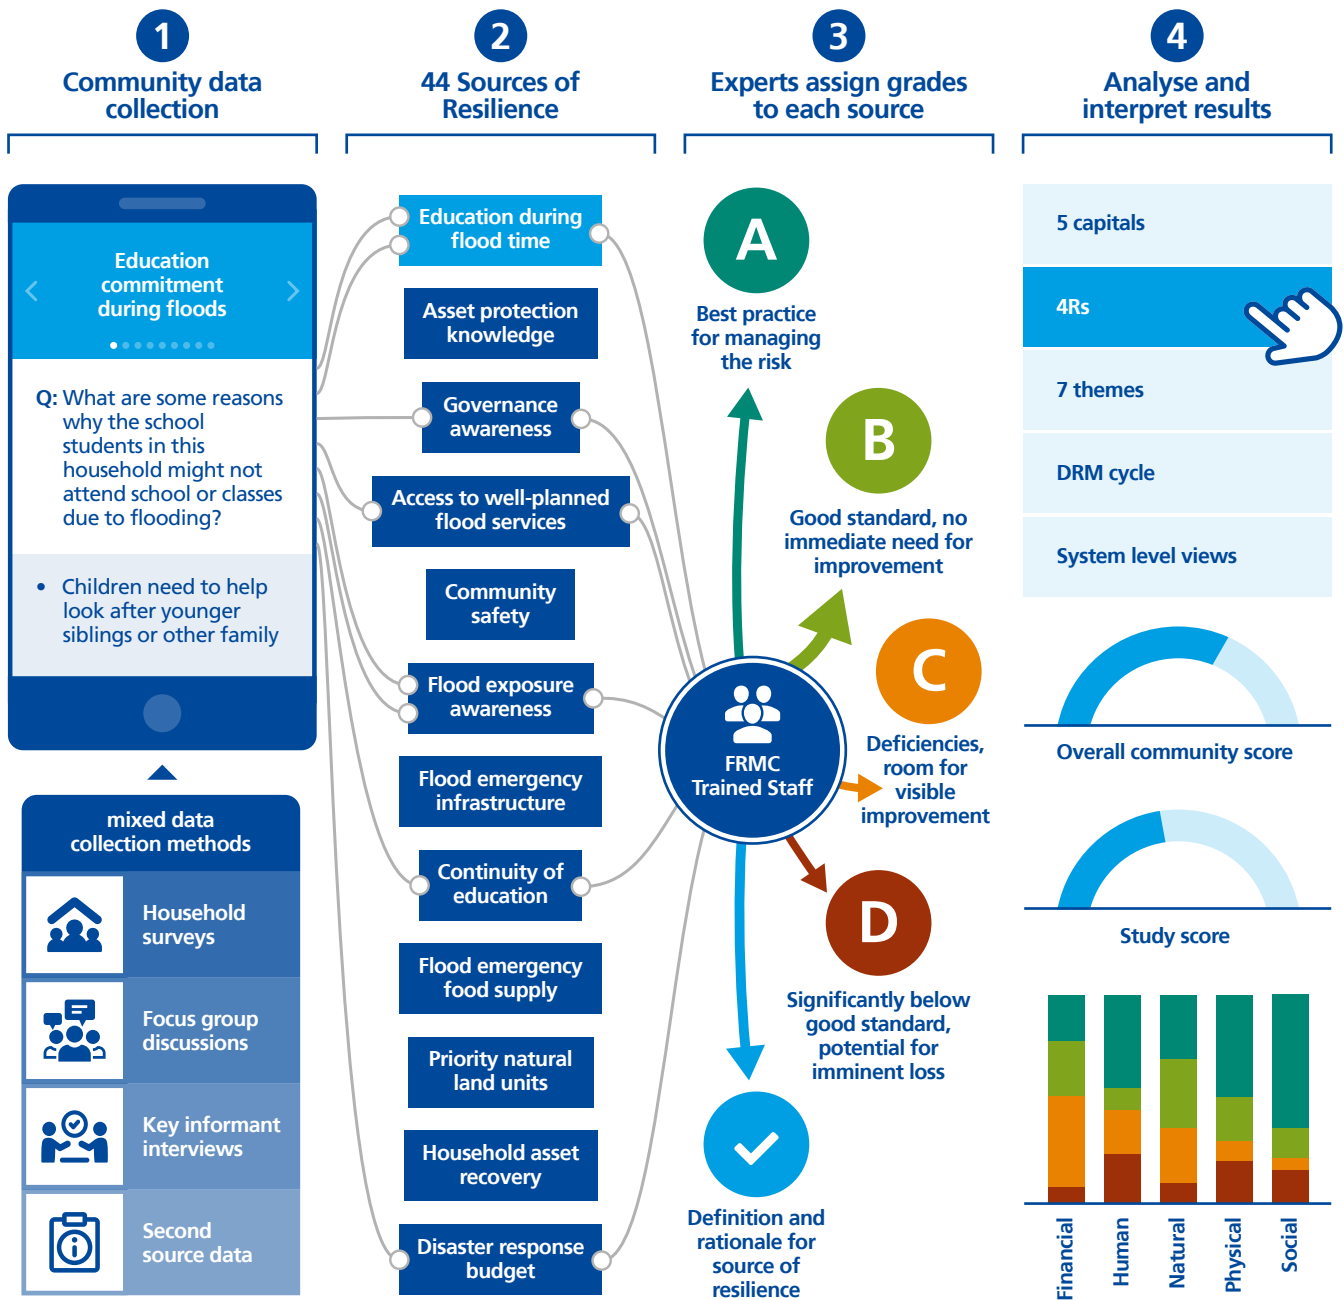 1
Community data
collection
2
44 Sources of
Resilience
3
Experts assign grades
to each source
4
Analyse and
interpret results
Education
commitment
during floods
Q: What are some reasons
why the school
students in this
household might not
attend school or classes
due to flooding?
• Children need to help
look after younger
siblings or other family
mixed data
collection methods
Household
surveys
Focus group
discussions
Key informant
interviews
Second
source data
Education during
flood time
Asset protection
knowledge
Governance
awareness
Access to well-planned
flood services
Community
safety
Flood exposure
awareness
Flood emergency
infrastructure
Continuity of
education
Flood emergency
food supply
Priority natural
land units
Household asset
recovery
Disaster response
budget
A
Best practice
for managing
the risk
B
Good standard, no
immediate need for
improvement
C
Deficiencies,
room for
visible
improvement
FRMC
Trained Staff
D
Significantly below
good standard,
potential for
imminent loss
Definition and
rationale for
source of
resilience
5 capitals
4Rs
7 themes
DRM cycle
System level views
Overall community score
Study score
Financial
Human
Natural
Physical
Social